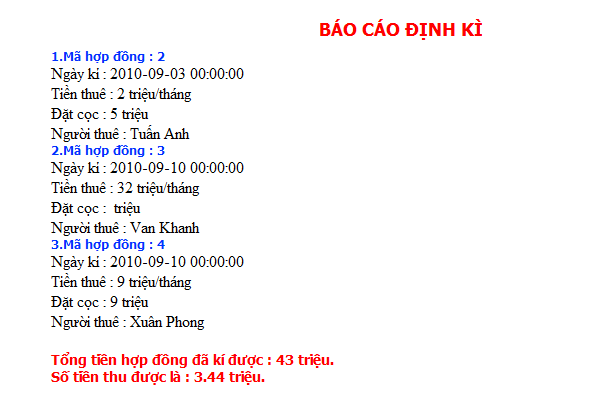 BÁO CÁO ĐỊNH KÌ
1.Mã hợp đồng : 2
Ngày kí : 2010-09-03 00:00:00
Tiền thuê : 2 triệu/tháng
Đặt cọc : 5 triệu
Người thuê : Tuấn Anh
2.Mã hợp đồng : 3
Ngày kí : 2010-09-10 00:00:00
Tiền thuê : 32 triệu/tháng
Đặt cọc :  triệu
Người thuê : Van Khanh
3.Mã hợp đồng : 4
Ngày kí : 2010-09-10 00:00:00
Tiền thuê : 9 triệu/tháng
Đặt cọc : 9 triệu
Người thuê : Xuân Phong
Tổng tiền hợp đồng đã kí được : 43 triệu.
Số tiền thu được là : 3.44 triệu.